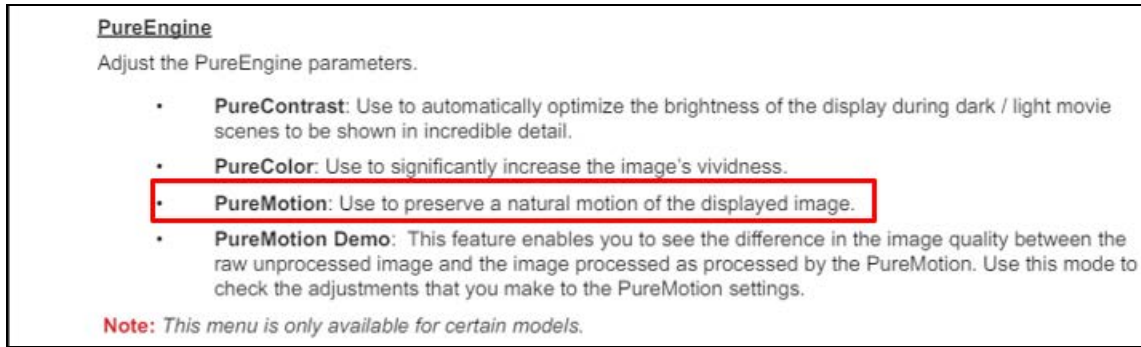 PureEngine
Adjust the PureEngine parameters.
• PureContrast: Use to automatically optimize the brightness of the display during dark / light movie
scenes to be shown in incredible detail.
• PureColor: Use to significantly increase the image's vividness.
• PureMotion: Use to preserve a natural motion of the displayed image.
• PureMotion Demo: This feature enables you to see the difference in the image quality between the
raw unprocessed image and the image processed as processed by the PureMotion. Use this mode to
check the adjustments that you make to the PureMotion settings.
Note: This menu is only available for certain models.